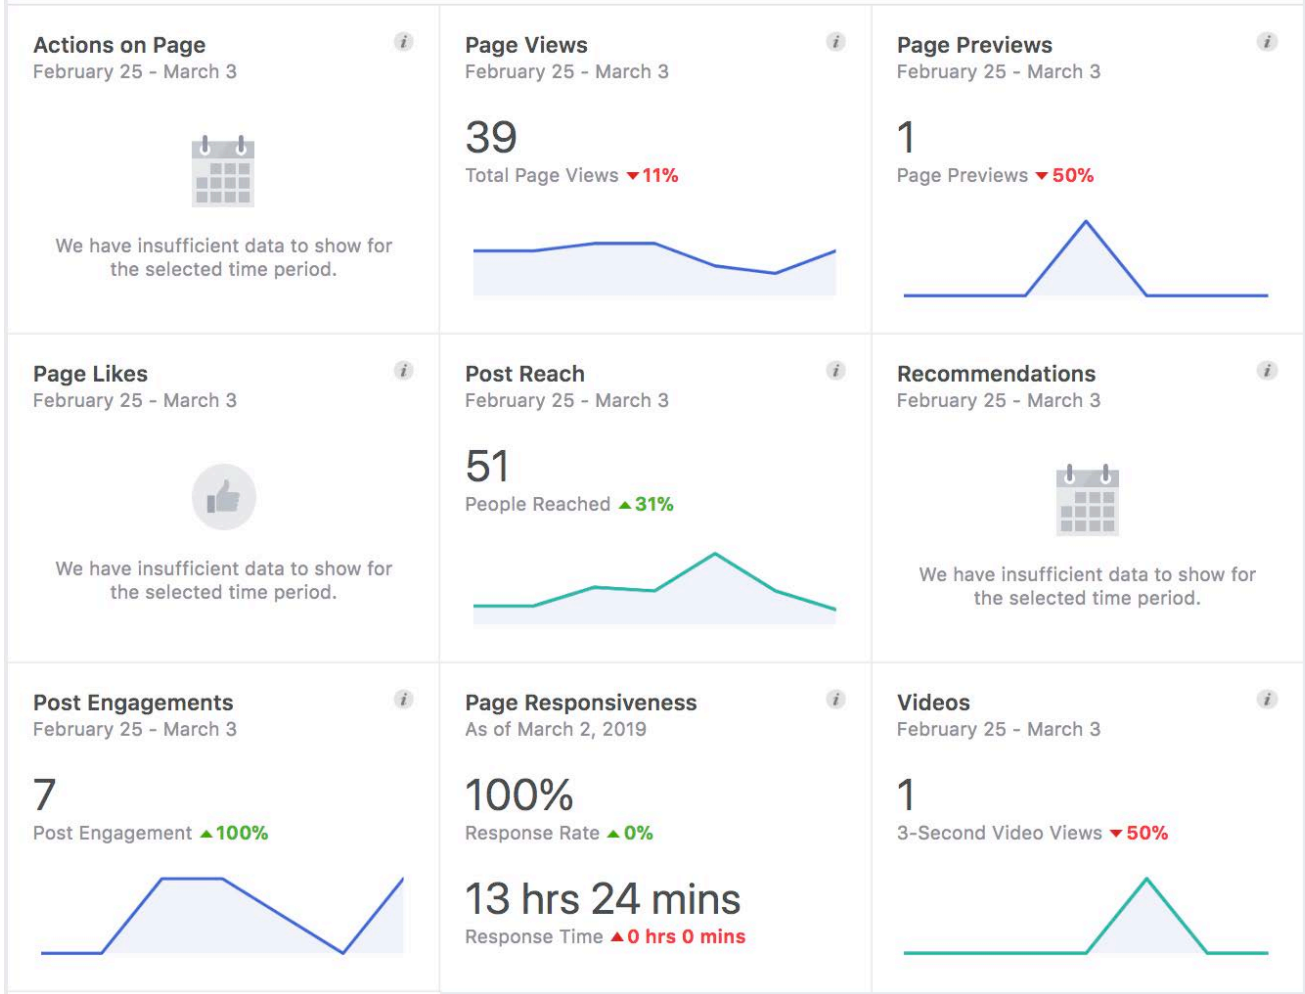 Actions on Page
February 25 - March 3
We have insufficient data to show for
the selected time period.
Page Views
February 25 - March 3
39
Total Page Views ▼11%
Page Previews
February 25 - March 3
1
Page Previews ▼50%
Page Likes
February 25 - March 3
We have insufficient data to show for
the selected time period.
Post Reach
February 25 - March 3
51
People Reached ▲31%
Recommendations
February 25 - March 3
We have insufficient data to show for
the selected time period.
Post Engagements
February 25 - March 3
7
Post Engagement ▲100%
Page Responsiveness
As of March 2, 2019
100%
Response Rate ▲0%
13 hrs 24 mins
Response Time ▲0 hrs 0 mins
Videos
February 25 - March 3
1
3-Second Video Views ▼50%